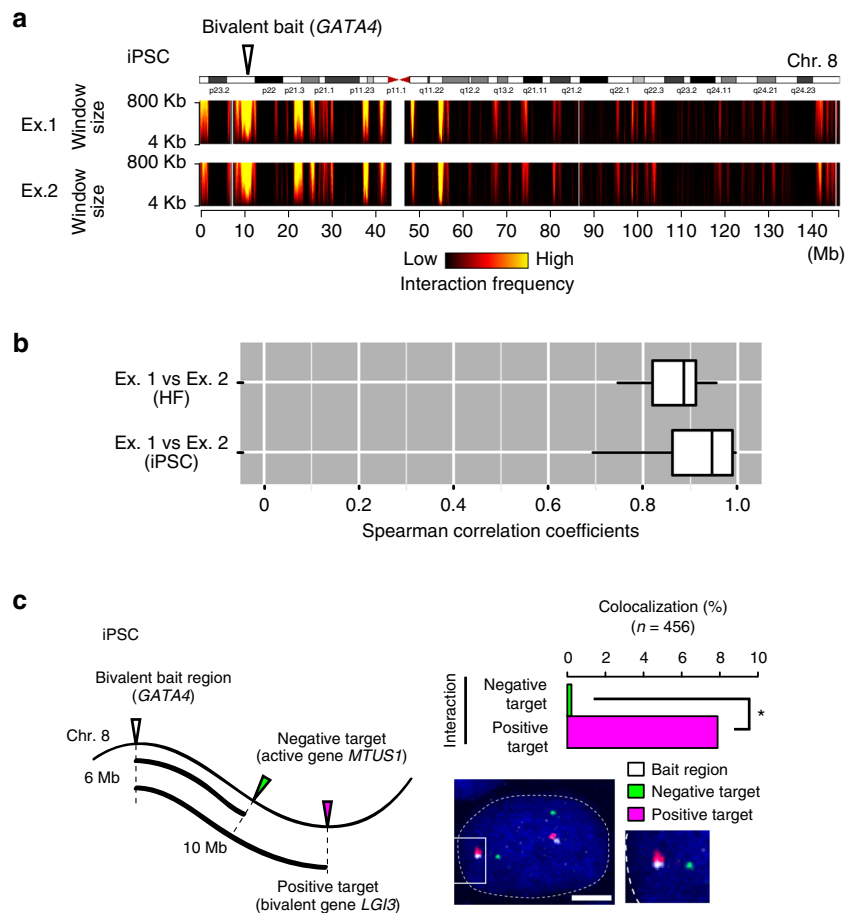 a
Bivalent bait (GATA4)
iPSC
Chr. 8
p23.2 p22 p21.3 p21.1 p11.23 p11.1 q11.22 q12.2 q13.2 q21.11 q21.2 q22.1 q22.3 q23.2 q24.11 q24.21 q24.23
Ex.1
Window size
800 Kb
4 Kb
Ex.2
Window size
800 Kb
4 Kb
0 10 20 30 40 50 60 70 80 90 100 110 120 130 140
(Mb)
Low High
Interaction frequency
b
Ex. 1 vs Ex. 2
(HF)
Ex. 1 vs Ex. 2
(iPSC)
0 0.2 0.4 0.6 0.8 1.0
Spearman correlation coefficients
c
iPSC
Bivalent bait region
(GATA4)
Chr. 8
6 Mb
Negative target
(active gene MTUS1)
10 Mb
Positive target
(bivalent gene LGI3)
Colocalization (%)
(n = 456)
0 2 4 6 8 10
Interaction
Negative
target
Positive
target
*
Bait region
Negative target
Positive target